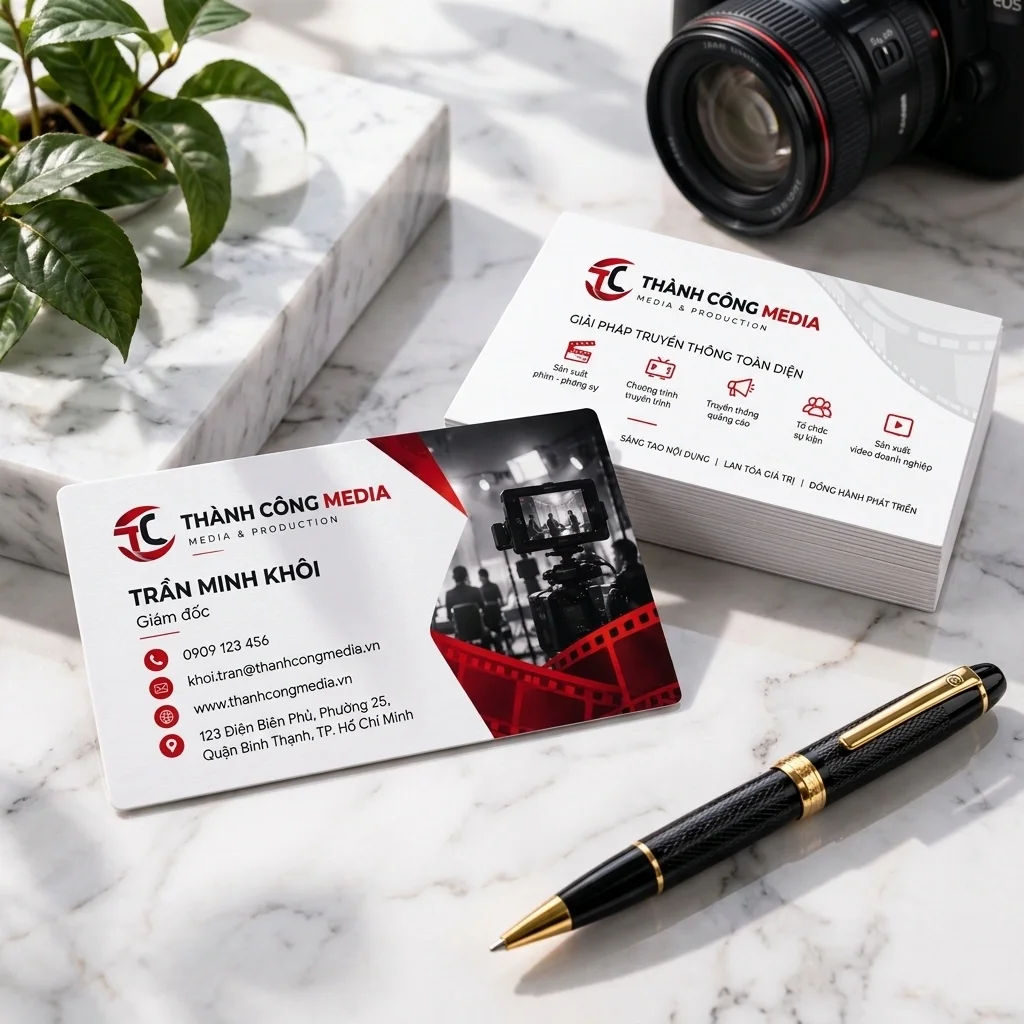 THÀNH CÔNG MEDIA
MEDIA & PRODUCTION
TRẦN MINH KHÔI
Giám đốc
0909 123 456
khoi.tran@thanhcongmedia.vn
www.thanhcongmedia.vn
123 Điện Biên Phủ, Phường 25,
Quận Bình Thạnh, TP. Hồ Chí Minh
TC
THÀNH CÔNG MEDIA
MEDIA & PRODUCTION
GIẢI PHÁP TRUYỀN THÔNG TOÀN DIỆN
Sản xuất
phim - phóng sự
Chương trình
truyền hình
Truyền thông
quảng cáo
Tổ chức
sự kiện
Sản xuất
video doanh nghiệp
SÁNG TẠO NỘI DUNG | LAN TỎA GIÁ TRỊ | ĐỒNG HÀNH PHÁT TRIỂN
TC
EOS